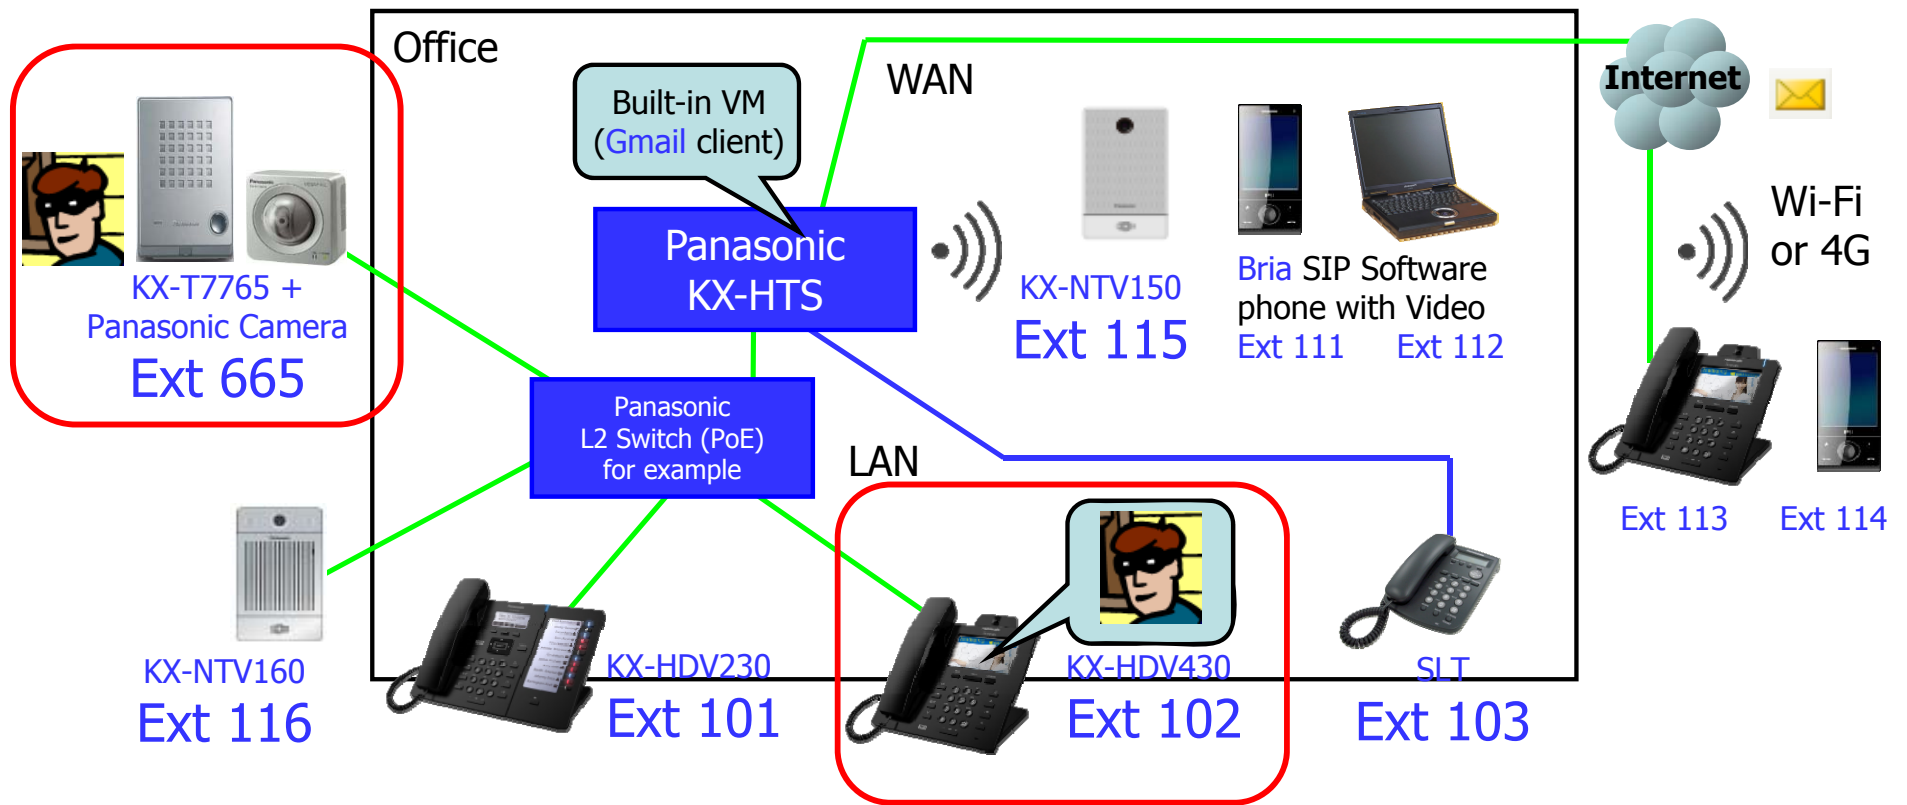 Office
WAN
Internet
Built-in VM
(Gmail client)
Wi-Fi
or 4G
Panasonic
KX-HTS
KX-T7765 +
Panasonic Camera
Ext 665
KX-NTV150
Ext 115
Bria SIP Software
phone with Video
Ext 111
Ext 112
Panasonic
L2 Switch (PoE)
for example
LAN
Ext 113
Ext 114
KX-NTV160
Ext 116
KX-HDV230
Ext 101
KX-HDV430
Ext 102
SLT
Ext 103